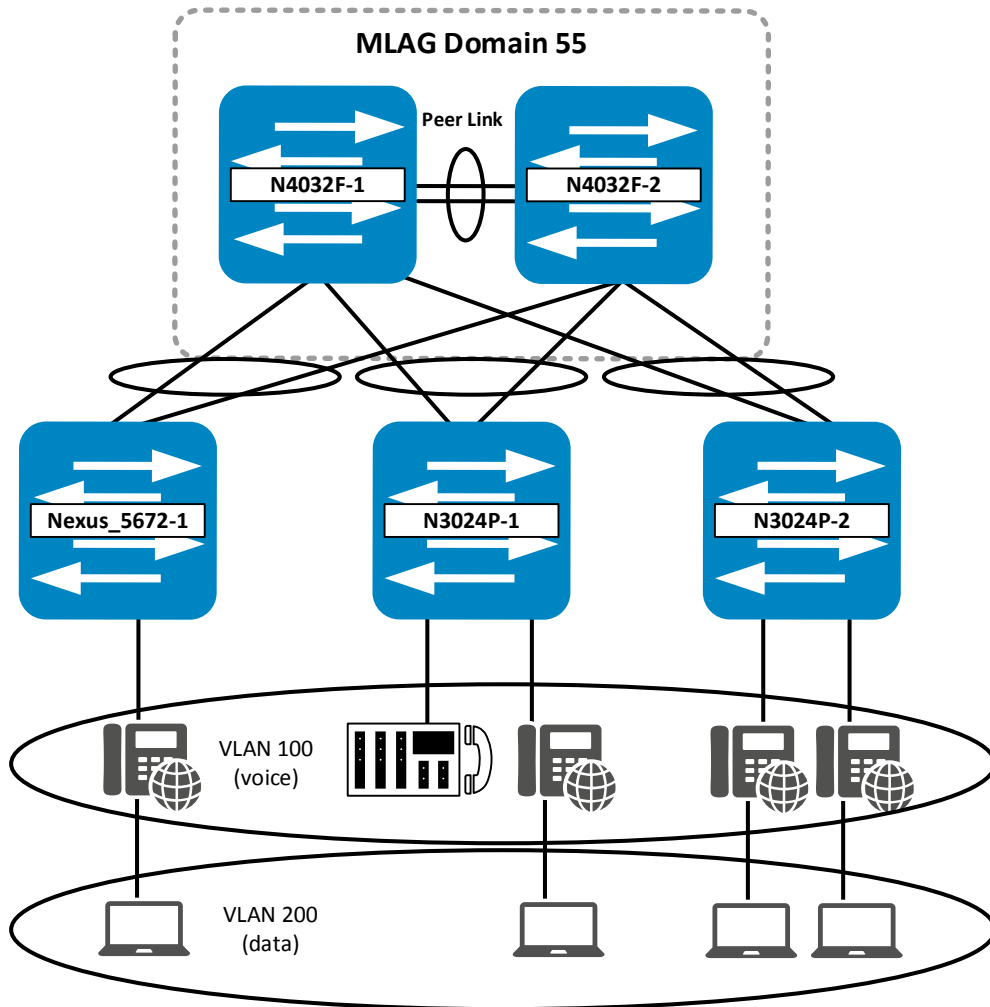 MLAG Domain 55
Peer Link
N4032F-1
N4032F-2
Nexus_5672-1
N3024P-1
N3024P-2
VLAN 100
(voice)
VLAN 200
(data)